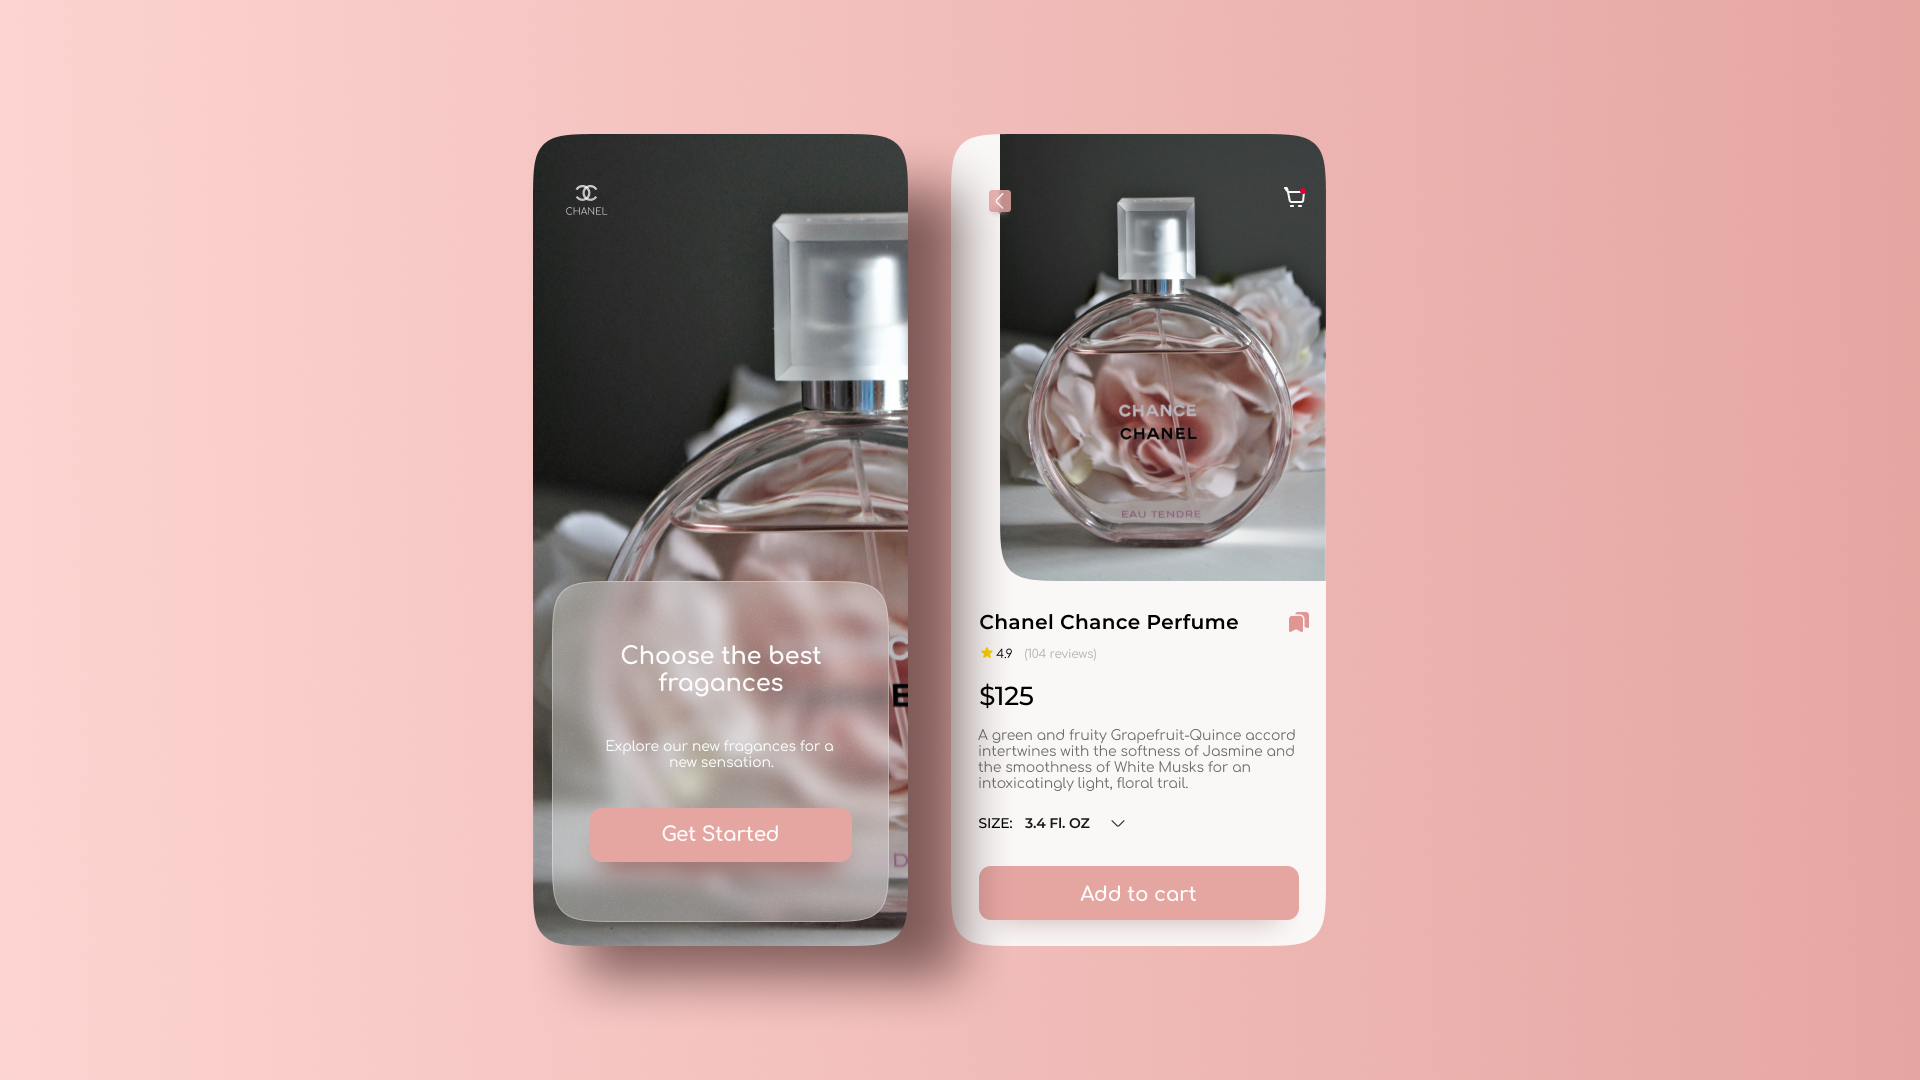 CHANEL
Choose the best
fragances
Explore our new fragances for a
new sensation.
Get Started
CHANCE
CHANEL
EAU TENDRE
Chanel Chance Perfume
4.9 (104 reviews)
$125
A green and fruity Grapefruit-Quince accord
intertwines with the softness of Jasmine and
the smoothness of White Musks for an
intoxicatingly light, floral trail.
SIZE: 3.4 Fl. OZ
Add to cart